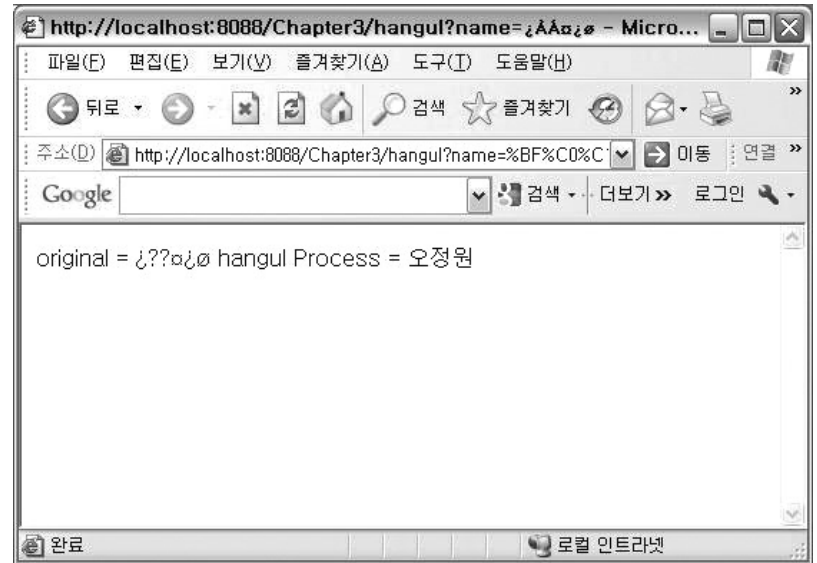 http://localhost:8088/Chapter3/hangul?name=¿ÀÁ¤¿ø - Micro...
파일(F) 편집(E) 보기(V) 즐겨찾기(A) 도구(T) 도움말(H)
뒤로 검색 즐겨찾기 »
주소(D) http://localhost:8088/Chapter3/hangul?name=%BF%C0%C 이동 연결 »
Google 검색 더보기 » 로그인
original = ¿??¤¿ø hangul Process = 오정원
완료 로컬 인트라넷